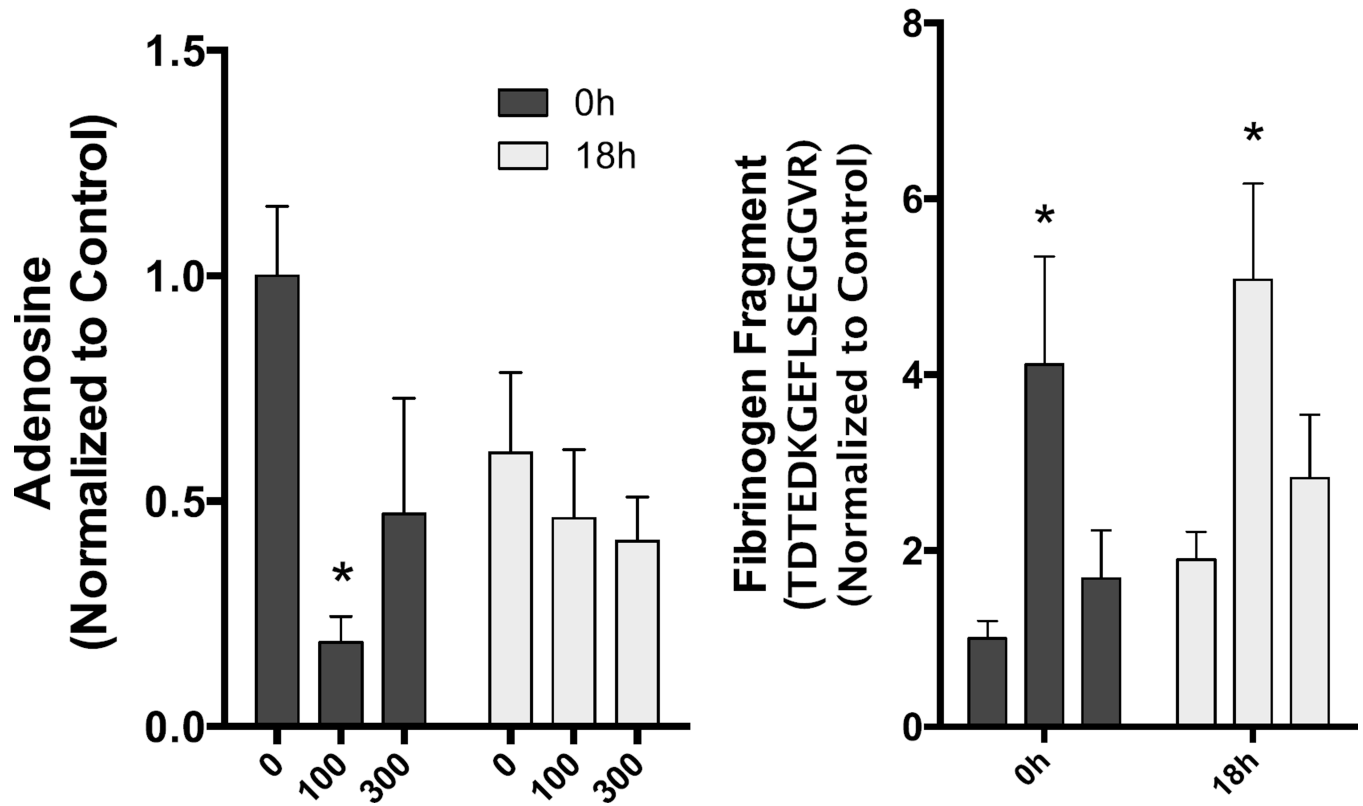 Adenosine
(Normalized to Control)
1.5
1.0
0.5
0.0
0h
18h
*
0
100
300
0
100
300
Fibrinogen Fragment
(TDTEDKGEFLSEGGGVR)
(Normalized to Control)
8
6
4
2
0
*
*
0h
18h